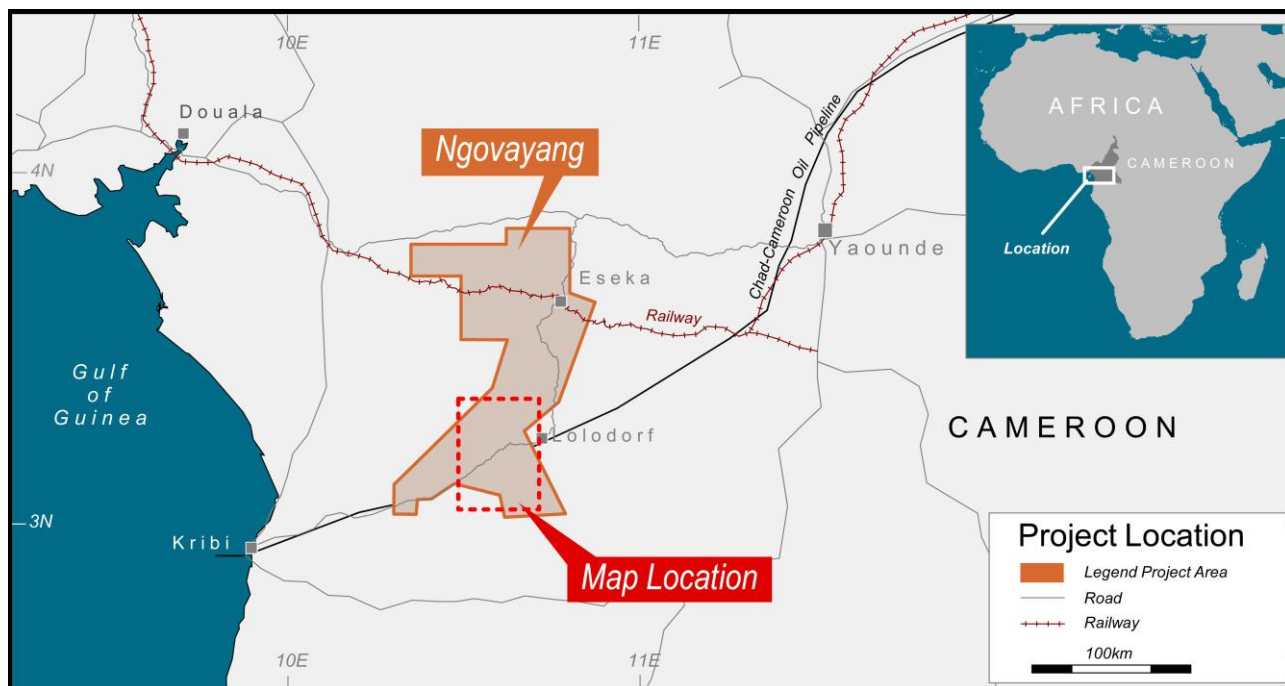 10E
11E
Douala
4N
Ngovayang
Chad-Cameroon Oil Pipeline
Yaounde
Eseka
Railway
Gulf
of
Guinea
Lolodorf
CAMEROON
3N
Kribi
Map Location
10E
11E
AFRICA
CAMEROON
Location
Project Location
Legend Project Area
Road
Railway
100km